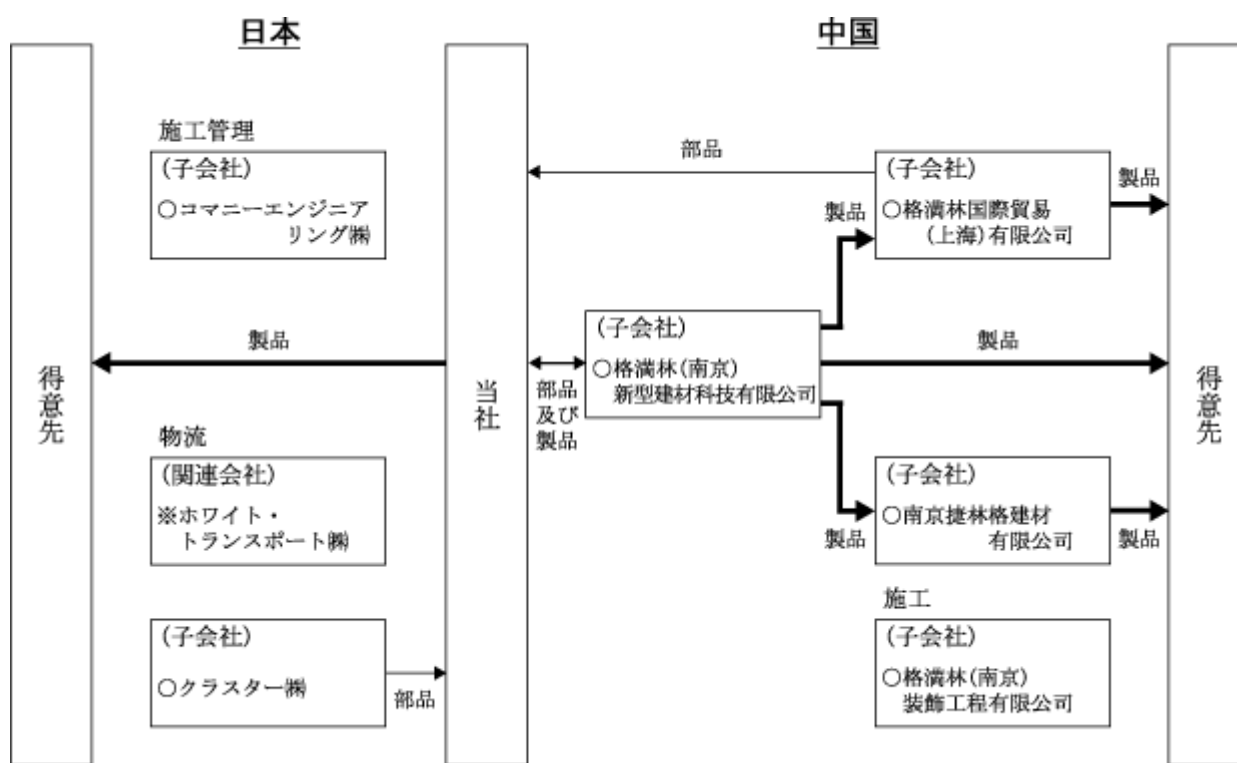 日本
中国
得意先
施工管理
(子会社)
○コマニーエンジニア
リング㈱
製品
物流
(関連会社)
※ホワイト・
トランスポート㈱
(子会社)
○クラスター㈱
部品
当社
部品
(子会社)
○格満林国際貿易
(上海)有限公司
製品
製品
(子会社)
○格満林(南京)
新型建材科技有限公司
部品
及び
製品
製品
(子会社)
○南京捷林格建材
有限公司
製品
製品
施工
(子会社)
○格満林(南京)
装飾工程有限公司
得意先